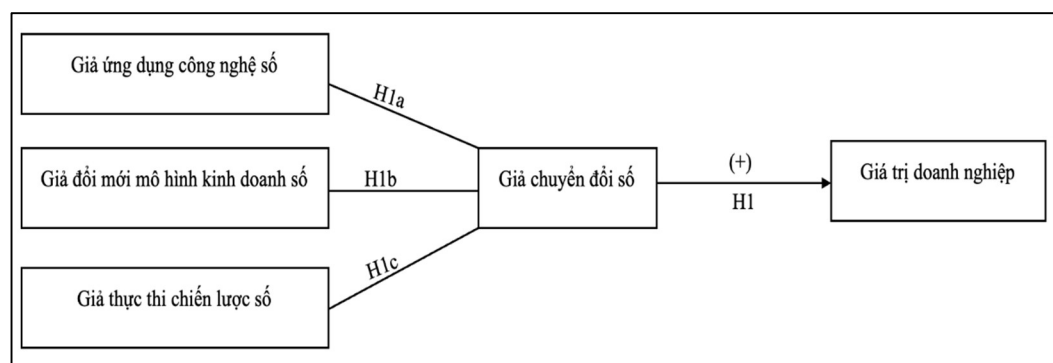 Giả ứng dụng công nghệ số
H1a
Giả đổi mới mô hình kinh doanh số
H1b
Giả chuyển đổi số
(+)
H1
Giá trị doanh nghiệp
H1c
Giả thực thi chiến lược số